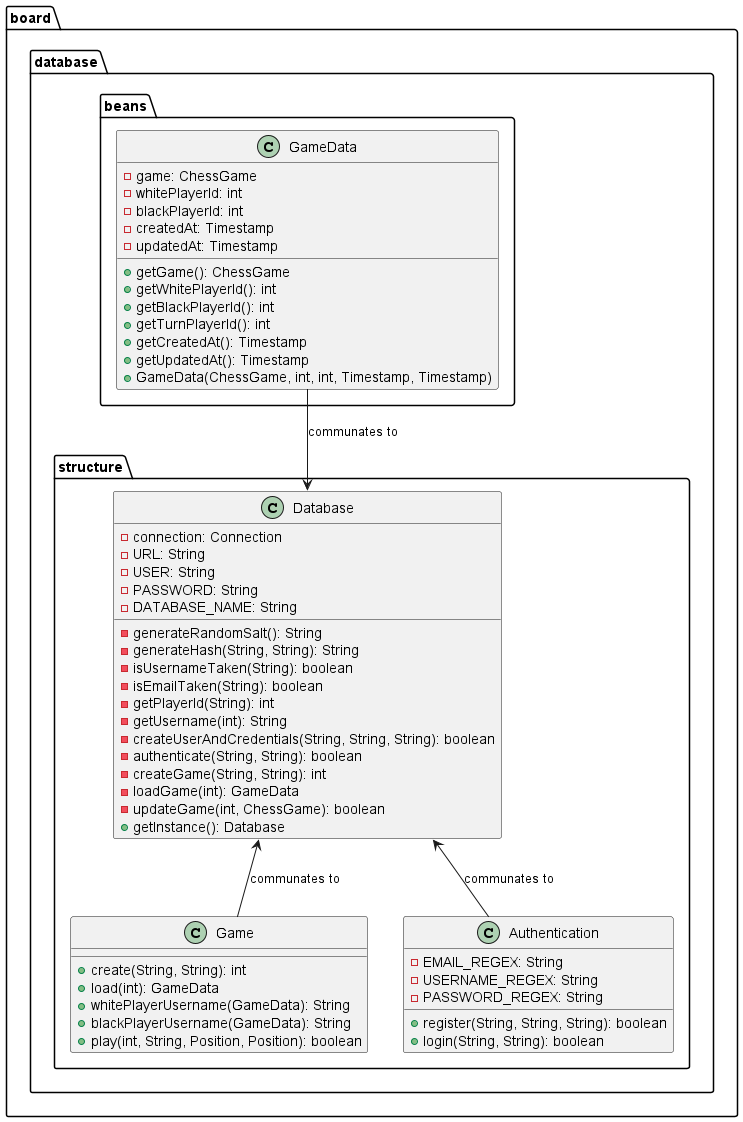 board
database
beans
C GameData
game: ChessGame
whitePlayerId: int
blackPlayerId: int
createdAt: Timestamp
updatedAt: Timestamp
getGame(): ChessGame
getWhitePlayerId(): int
getBlackPlayerId(): int
getTurnPlayerId(): int
getCreatedAt(): Timestamp
getUpdatedAt(): Timestamp
GameData(ChessGame, int, int, Timestamp, Timestamp)
communates to
structure
C Database
connection: Connection
URL: String
USER: String
PASSWORD: String
DATABASE_NAME: String
generateRandomSalt(): String
generateHash(String, String): String
isUsernameTaken(String): boolean
isEmailTaken(String): boolean
getPlayerId(String): int
getUsername(int): String
createUserAndCredentials(String, String, String): boolean
authenticate(String, String): boolean
createGame(String, String): int
loadGame(int): GameData
updateGame(int, ChessGame): boolean
getInstance(): Database
communates to
communates to
C Game
create(String, String): int
load(int): GameData
whitePlayerUsername(GameData): String
blackPlayerUsername(GameData): String
play(int, String, Position, Position): boolean
C Authentication
EMAIL_REGEX: String
USERNAME_REGEX: String
PASSWORD_REGEX: String
register(String, String, String): boolean
login(String, String): boolean